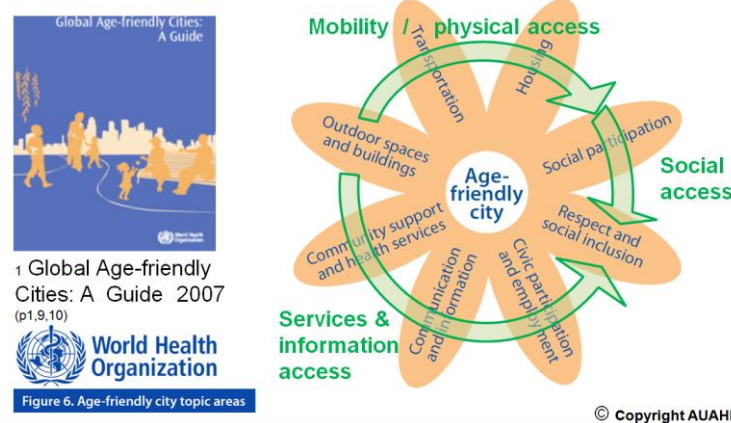 Global Age-friendly Cities:
A Guide
World Health
Organization
1 Global Age-friendly
Cities: A Guide 2007
(p1,9,10)
World Health
Organization
Figure 6. Age-friendly city topic areas
Mobility / physical access
Transportation
Housing
Outdoor spaces
and buildings
Social participation
Age-
friendly
city
Social
access
Community support
and health services
Respect and
social inclusion
Communication
and information
Civic participation
and employment
Services &
information
access
© Copyright AUAHI